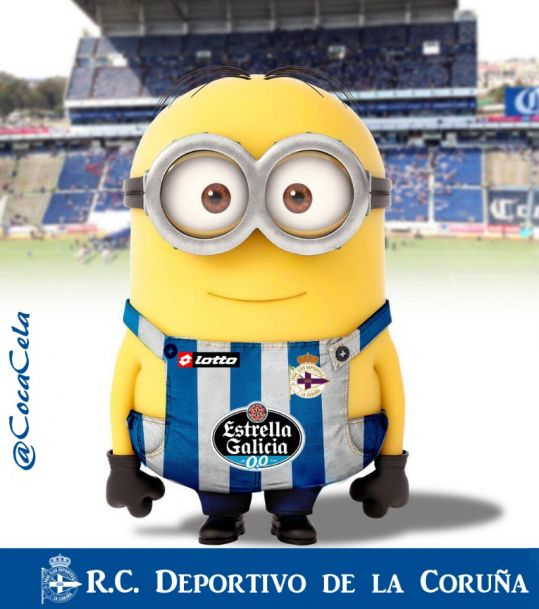 @CocaCela
lotto
Estrella
Galicia
0,0
R.C. DEPORTIVO DE LA CORUÑA